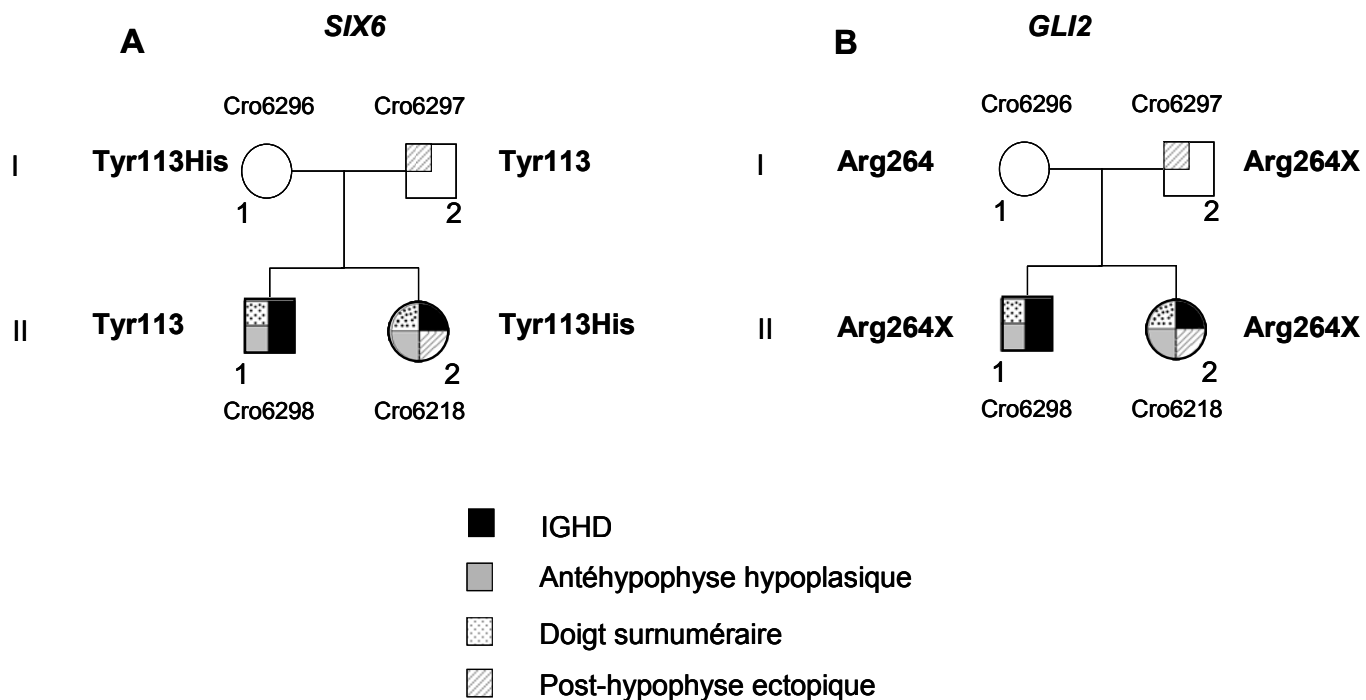 A SIX6
Cro6296 Cro6297
I Tyr113His Tyr113
1 2
II Tyr113 Tyr113His
1 2
Cro6298 Cro6218
B GLI2
Cro6296 Cro6297
I Arg264 Arg264X
1 2
II Arg264X Arg264X
1 2
Cro6298 Cro6218
IGHD
Antéhypophyse hypoplasique
Doigt surnuméraire
Post-hypophyse ectopique